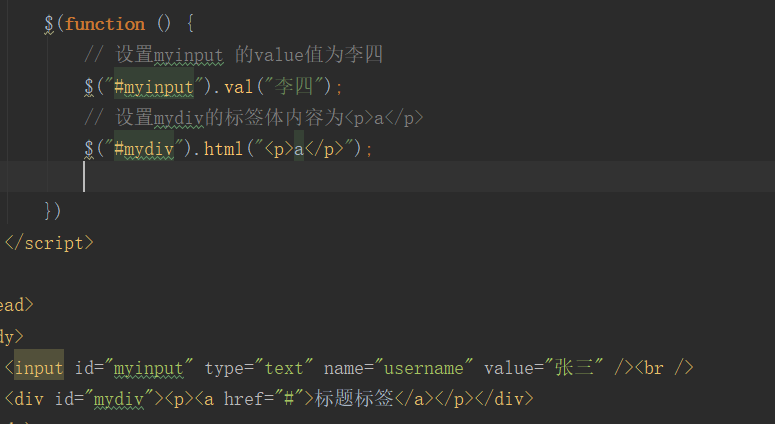 $(function () {
// 设置myinput 的value值为李四
$("#myinput").val("李四");
// 设置mydiv的标签体内容为<p>a</p>
$("#mydiv").html("<p>a</p>");
})
</script>
ead>
dy>
<input id="myinput" type="text" name="username" value="张三" /><br />
<div id="mydiv"><p><a href="#">标题标签</a></p></div>